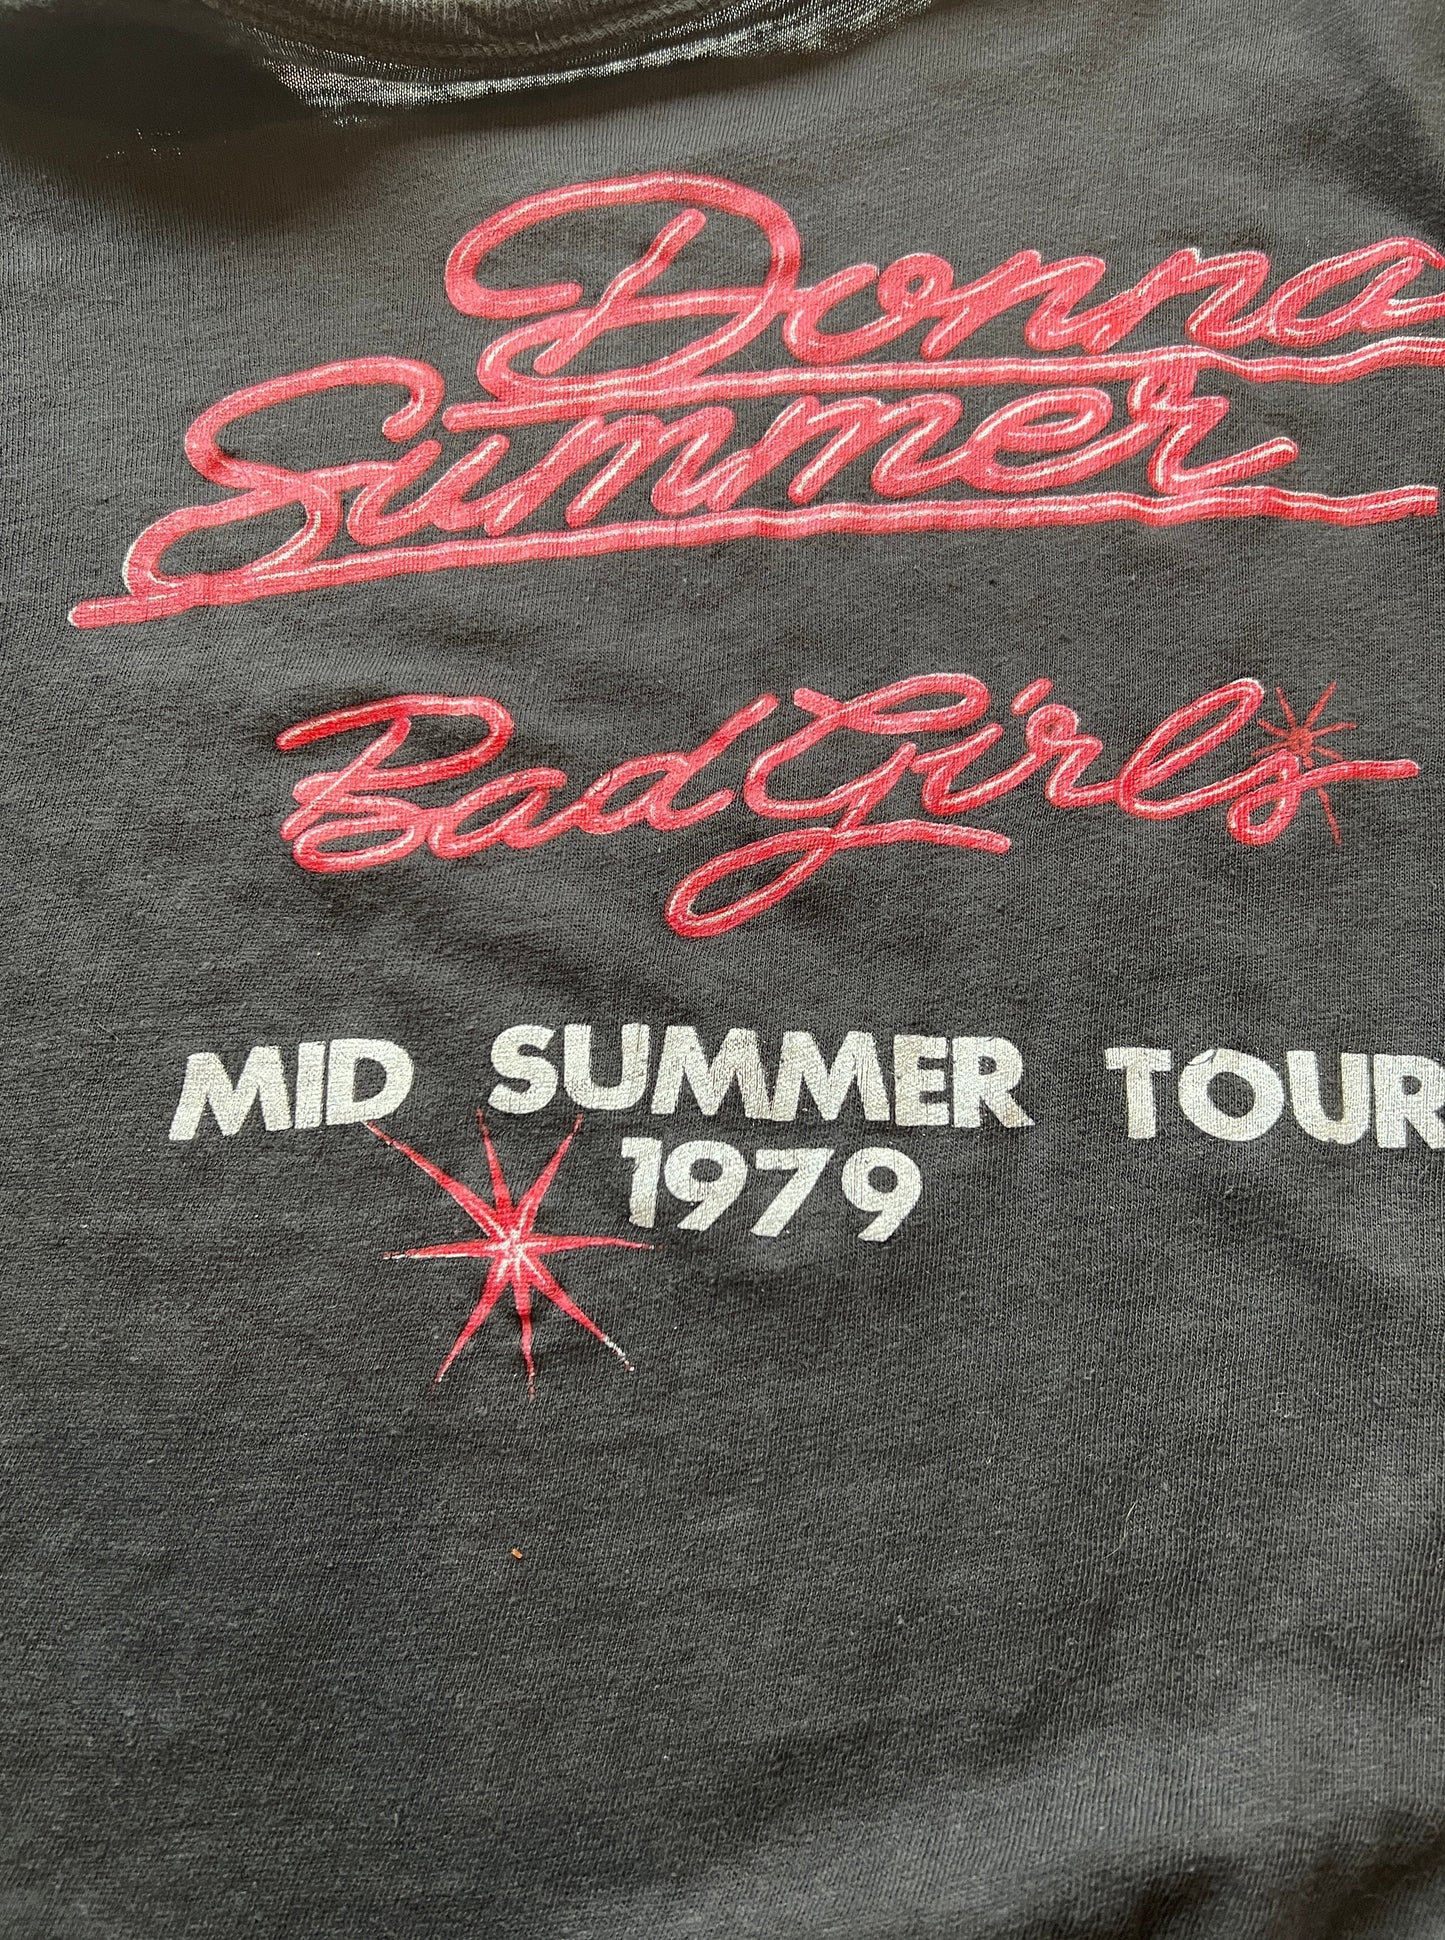 Donna
Summer
Bad Girls
MID SUMMER TOUR
1979